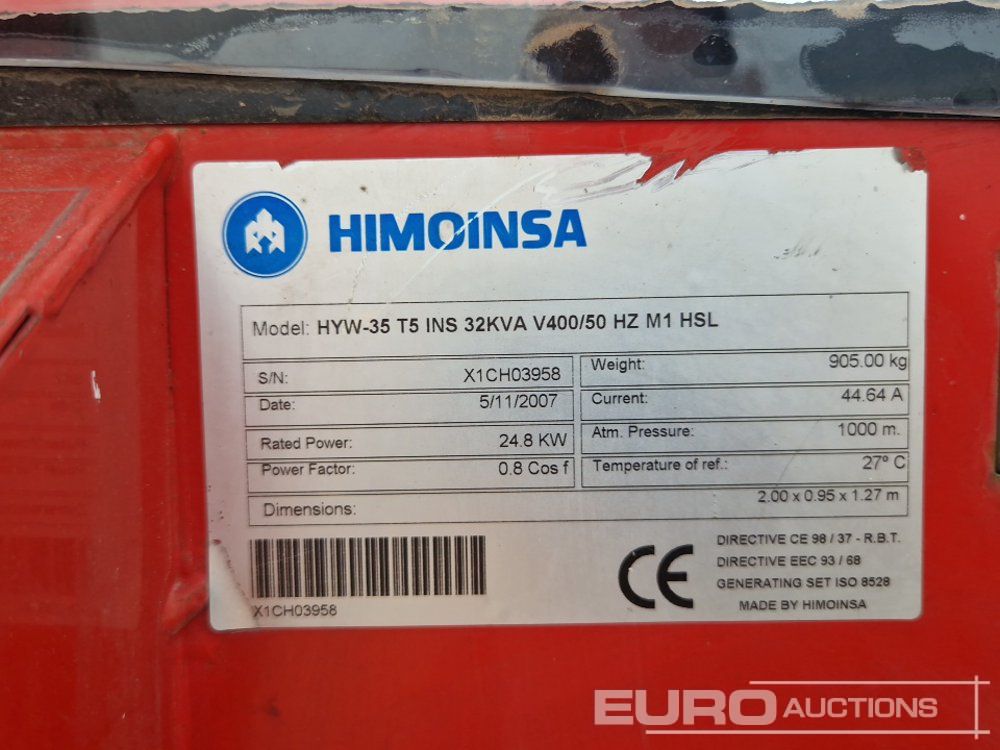 HIMOINSA
Model: HYW-35 T5 INS 32KVA V400/50 HZ M1 HSL
S/N: X1CH03958
Weight: 905.00 kg
Date: 5/11/2007
Current: 44.64 A
Rated Power: 24.8 KW
Atm. Pressure: 1000 m.
Power Factor: 0.8 Cos f
Temperature of ref.: 27º C
Dimensions: 2.00 x 0.95 x 1.27 m
X1CH03958
CE
DIRECTIVE CE 98 / 37 - R.B.T.
DIRECTIVE EEC 93 / 68
GENERATING SET ISO 8528
MADE BY HIMOINSA
EURO AUCTIONS